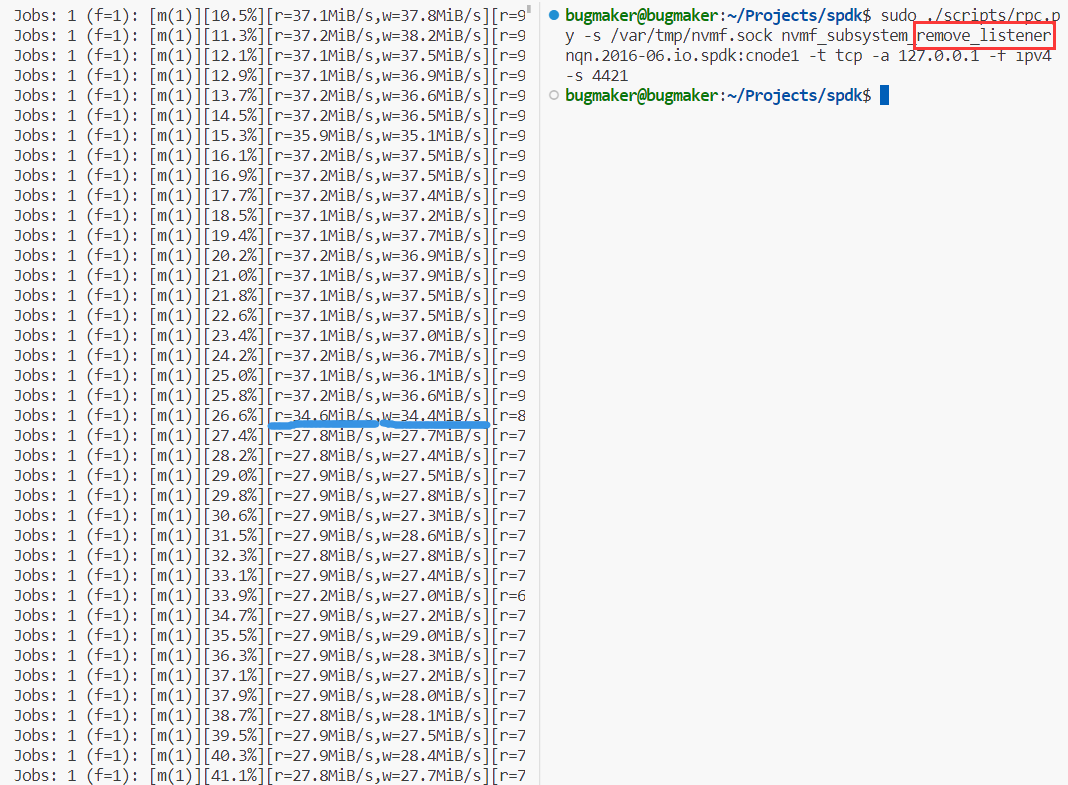 Jobs: 1 (f=1): [m(1)][10.5%][r=37.1MiB/s,w=37.8MiB/s][r=9
Jobs: 1 (f=1): [m(1)][11.3%][r=37.2MiB/s,w=38.2MiB/s][r=9
Jobs: 1 (f=1): [m(1)][12.1%][r=37.1MiB/s,w=37.5MiB/s][r=9
Jobs: 1 (f=1): [m(1)][12.9%][r=37.1MiB/s,w=36.9MiB/s][r=9
Jobs: 1 (f=1): [m(1)][13.7%][r=37.2MiB/s,w=36.6MiB/s][r=9
Jobs: 1 (f=1): [m(1)][14.5%][r=37.2MiB/s,w=36.5MiB/s][r=9
Jobs: 1 (f=1): [m(1)][15.3%][r=35.9MiB/s,w=35.1MiB/s][r=9
Jobs: 1 (f=1): [m(1)][16.1%][r=37.2MiB/s,w=37.5MiB/s][r=9
Jobs: 1 (f=1): [m(1)][16.9%][r=37.2MiB/s,w=37.5MiB/s][r=9
Jobs: 1 (f=1): [m(1)][17.7%][r=37.2MiB/s,w=37.4MiB/s][r=9
Jobs: 1 (f=1): [m(1)][18.5%][r=37.1MiB/s,w=37.2MiB/s][r=9
Jobs: 1 (f=1): [m(1)][19.4%][r=37.1MiB/s,w=37.7MiB/s][r=9
Jobs: 1 (f=1): [m(1)][20.2%][r=37.2MiB/s,w=36.9MiB/s][r=9
Jobs: 1 (f=1): [m(1)][21.0%][r=37.1MiB/s,w=37.9MiB/s][r=9
Jobs: 1 (f=1): [m(1)][21.8%][r=37.1MiB/s,w=37.5MiB/s][r=9
Jobs: 1 (f=1): [m(1)][22.6%][r=37.1MiB/s,w=37.5MiB/s][r=9
Jobs: 1 (f=1): [m(1)][23.4%][r=37.1MiB/s,w=37.0MiB/s][r=9
Jobs: 1 (f=1): [m(1)][24.2%][r=37.2MiB/s,w=36.7MiB/s][r=9
Jobs: 1 (f=1): [m(1)][25.0%][r=37.1MiB/s,w=36.1MiB/s][r=9
Jobs: 1 (f=1): [m(1)][25.8%][r=37.2MiB/s,w=36.6MiB/s][r=9
Jobs: 1 (f=1): [m(1)][26.6%][r=34.6MiB/s,w=34.4MiB/s][r=8
Jobs: 1 (f=1): [m(1)][27.4%][r=27.8MiB/s,w=27.7MiB/s][r=7
Jobs: 1 (f=1): [m(1)][28.2%][r=27.8MiB/s,w=27.4MiB/s][r=7
Jobs: 1 (f=1): [m(1)][29.0%][r=27.9MiB/s,w=27.5MiB/s][r=7
Jobs: 1 (f=1): [m(1)][29.8%][r=27.9MiB/s,w=27.8MiB/s][r=7
Jobs: 1 (f=1): [m(1)][30.6%][r=27.9MiB/s,w=27.3MiB/s][r=7
Jobs: 1 (f=1): [m(1)][31.5%][r=27.9MiB/s,w=28.6MiB/s][r=7
Jobs: 1 (f=1): [m(1)][32.3%][r=27.8MiB/s,w=27.8MiB/s][r=7
Jobs: 1 (f=1): [m(1)][33.1%][r=27.9MiB/s,w=27.4MiB/s][r=7
Jobs: 1 (f=1): [m(1)][33.9%][r=27.2MiB/s,w=27.0MiB/s][r=6
Jobs: 1 (f=1): [m(1)][34.7%][r=27.9MiB/s,w=27.2MiB/s][r=7
Jobs: 1 (f=1): [m(1)][35.5%][r=27.9MiB/s,w=29.0MiB/s][r=7
Jobs: 1 (f=1): [m(1)][36.3%][r=27.9MiB/s,w=28.3MiB/s][r=7
Jobs: 1 (f=1): [m(1)][37.1%][r=27.9MiB/s,w=27.2MiB/s][r=7
Jobs: 1 (f=1): [m(1)][37.9%][r=27.9MiB/s,w=28.0MiB/s][r=7
Jobs: 1 (f=1): [m(1)][38.7%][r=27.8MiB/s,w=28.1MiB/s][r=7
Jobs: 1 (f=1): [m(1)][39.5%][r=27.9MiB/s,w=27.5MiB/s][r=7
Jobs: 1 (f=1): [m(1)][40.3%][r=27.9MiB/s,w=28.4MiB/s][r=7
Jobs: 1 (f=1): [m(1)][41.1%][r=27.8MiB/s,w=27.7MiB/s][r=7
bugmaker@bugmaker:~/Projects/spdk$ sudo ./scripts/rpc.p
y -s /var/tmp/nvmf.sock nvmf_subsystem_remove_listener
nqn.2016-06.io.spdk:cnode1 -t tcp -a 127.0.0.1 -f ipv4
-s 4421
bugmaker@bugmaker:~/Projects/spdk$